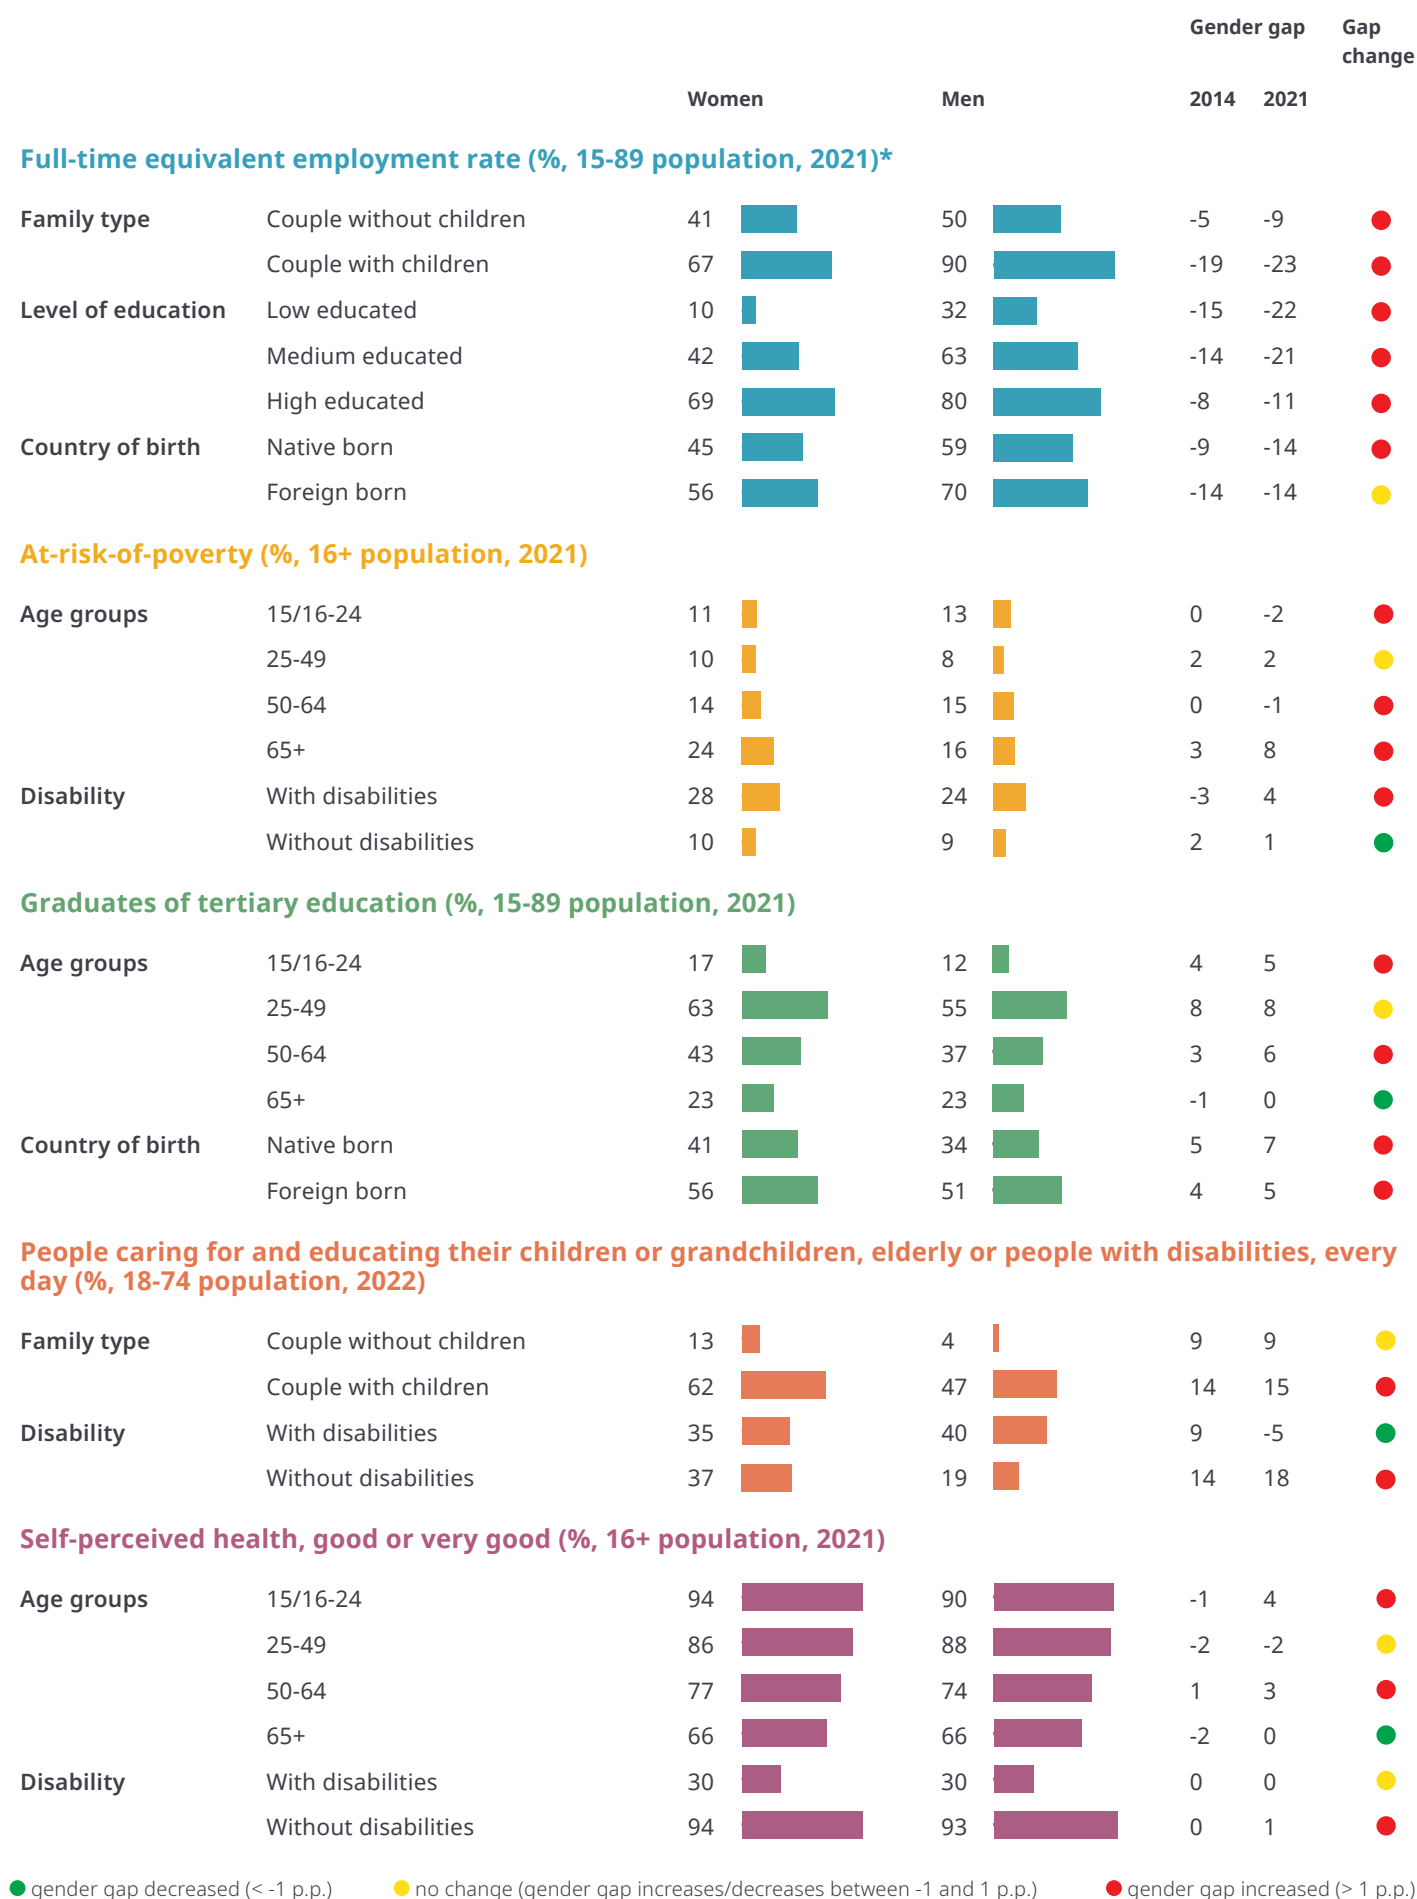 Gender gap Gap
change
Women Men 2014 2021
Full-time equivalent employment rate (%, 15-89 population, 2021)*
Family type Couple without children 41 50 -5 -9
Couple with children 67 90 -19 -23
Level of education Low educated 10 32 -15 -22
Medium educated 42 63 -14 -21
High educated 69 80 -8 -11
Country of birth Native born 45 59 -9 -14
Foreign born 56 70 -14 -14
At-risk-of-poverty (%, 16+ population, 2021)
Age groups 15/16-24 11 13 0 -2
25-49 10 8 2 2
50-64 14 15 0 -1
65+ 24 16 3 8
Disability With disabilities 28 24 -3 4
Without disabilities 10 9 2 1
Graduates of tertiary education (%, 15-89 population, 2021)
Age groups 15/16-24 17 12 4 5
25-49 63 55 8 8
50-64 43 37 3 6
65+ 23 23 -1 0
Country of birth Native born 41 34 5 7
Foreign born 56 51 4 5
People caring for and educating their children or grandchildren, elderly or people with disabilities, every
day (%, 18-74 population, 2022)
Family type Couple without children 13 4 9 9
Couple with children 62 47 14 15
Disability With disabilities 35 40 9 -5
Without disabilities 37 19 14 18
Self-perceived health, good or very good (%, 16+ population, 2021)
Age groups 15/16-24 94 90 -1 4
25-49 86 88 -2 -2
50-64 77 74 1 3
65+ 66 66 -2 0
Disability With disabilities 30 30 0 0
Without disabilities 94 93 0 1
gender gap decreased (< -1 p.p.) no change (gender gap increases/decreases between -1 and 1 p.p.) gender gap increased (> 1 p.p.)